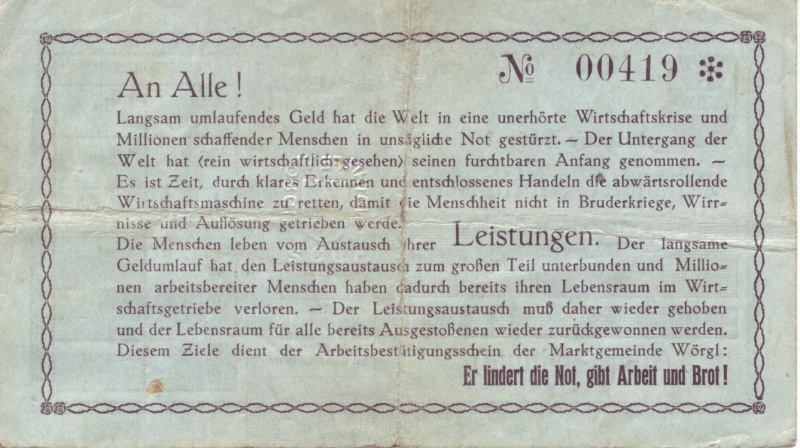 No 00419
An Alle!
Langsam umlaufendes Geld hat die Welt in eine unerhörte Wirtschaftskrise und
Millionen schaffender Menschen in unsägliche Not gestürzt. — Der Untergang der
Welt hat (rein wirtschaftlich gesehen) seinen furchtbaren Anfang genommen. —
Es ist Zeit, durch klares Erkennen und entschlossenes Handeln die abwärtsrollende
Wirtschaftsmaschine zu retten, damit die Menschheit nicht in Bruderkriege, Wirr-
nisse und Auflösung getrieben werde.
Die Menschen leben vom Austausch ihrer Leistungen. Der langsame
Geldumlauf hat den Leistungsaustausch zum großen Teil unterbunden und Millio-
nen arbeitsbereiter Menschen haben dadurch bereits ihren Lebensraum im Wirt-
schaftsgetriebe verloren. — Der Leistungsaustausch muß daher wieder gehoben
und der Lebensraum für alle bereits Ausgestoßenen wieder zurückgewonnen werden.
Diesem Ziele dient der Arbeitsbestätigungsschein der Marktgemeinde Wörgl:
Er lindert die Not, gibt Arbeit und Brot!